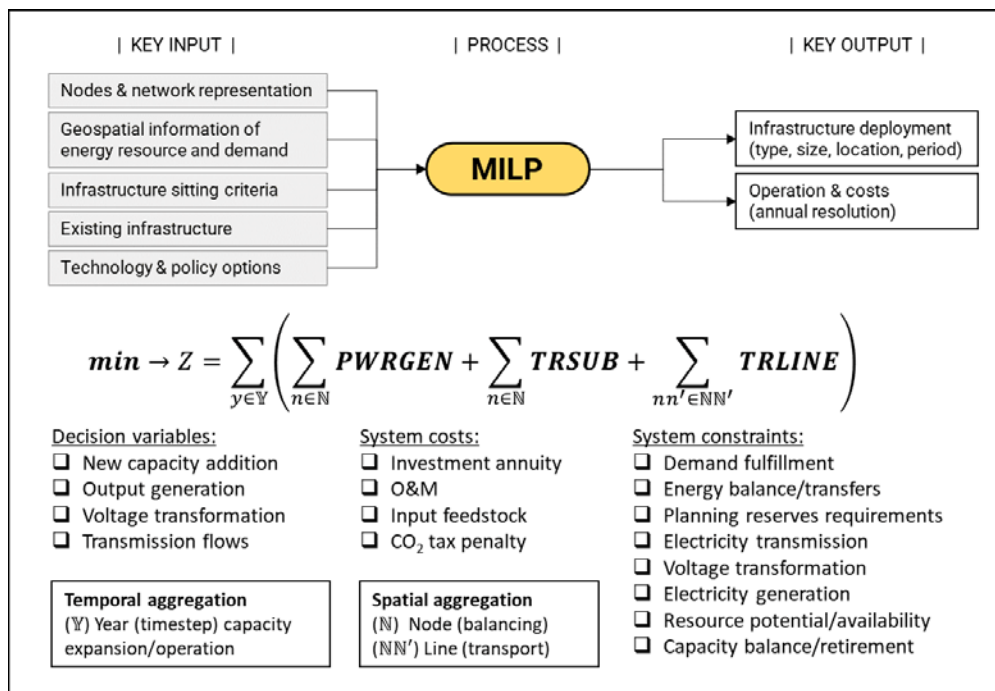 | KEY INPUT |
| PROCESS |
| KEY OUTPUT |
Nodes & network representation
Geospatial information of
energy resource and demand
Infrastructure sitting criteria
Existing infrastructure
Technology & policy options
MILP
Infrastructure deployment
(type, size, location, period)
Operation & costs
(annual resolution)
min → Z = ∑ y∈𝕐 ( ∑ n∈ℕ PWRGEN + ∑ n∈ℕ TRSUB + ∑ nn′∈ℕℕ′ TRLINE )
Decision variables:
❑ New capacity addition
❑ Output generation
❑ Voltage transformation
❑ Transmission flows
System costs:
❑ Investment annuity
❑ O&M
❑ Input feedstock
❑ CO₂ tax penalty
System constraints:
❑ Demand fulfillment
❑ Energy balance/transfers
❑ Planning reserves requirements
❑ Electricity transmission
❑ Voltage transformation
❑ Electricity generation
❑ Resource potential/availability
❑ Capacity balance/retirement
Temporal aggregation
(𝕐) Year (timestep) capacity
expansion/operation
Spatial aggregation
(ℕ) Node (balancing)
(ℕℕ′) Line (transport)